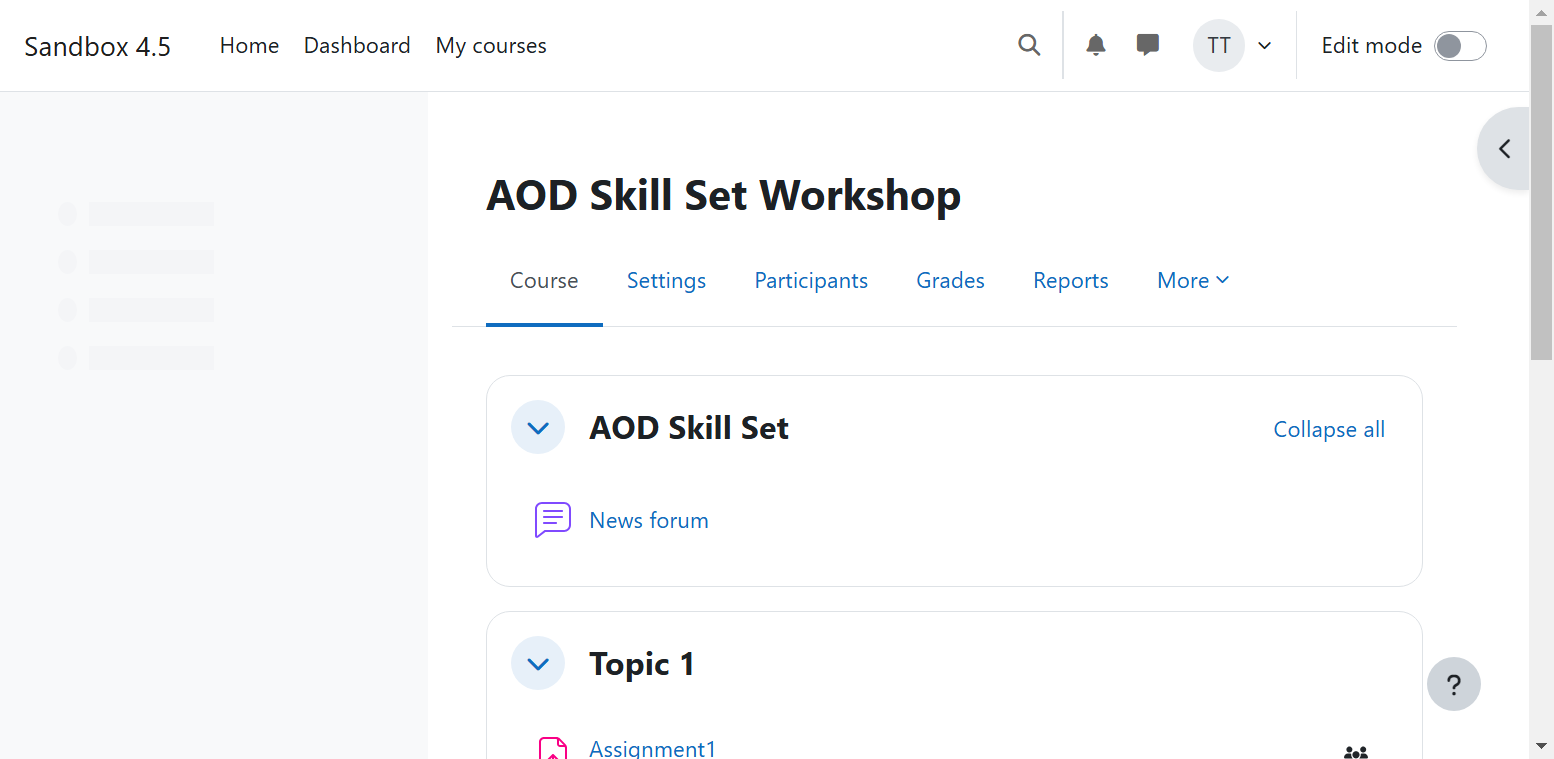 Sandbox 4.5 Home Dashboard My courses TT Edit mode
AOD Skill Set Workshop
Course Settings Participants Grades Reports More
AOD Skill Set Collapse all
News forum
Topic 1
?
Assignment1